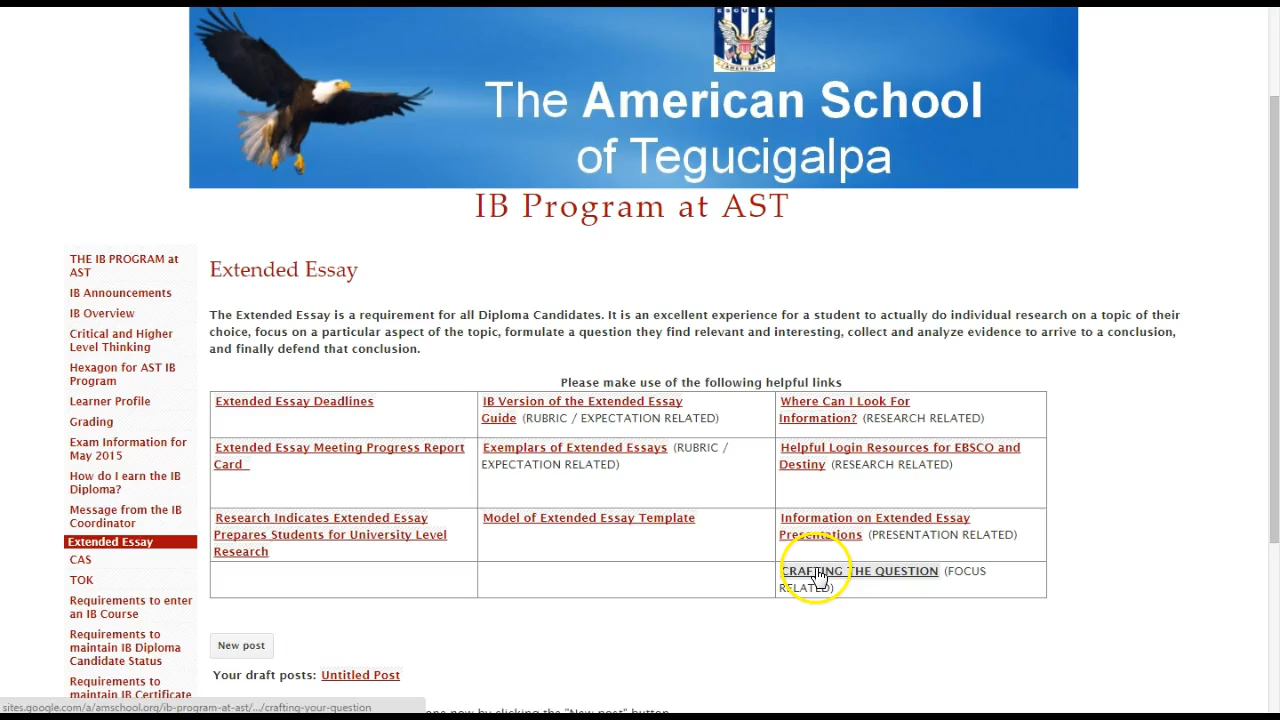 ESCUELA
AMERICANA
The American School
of Tegucigalpa
IB Program at AST
THE IB PROGRAM at
AST
IB Announcements
IB Overview
Critical and Higher
Level Thinking
Hexagon for AST IB
Program
Learner Profile
Grading
Exam Information for
May 2015
How do I earn the IB
Diploma?
Message from the IB
Coordinator
Extended Essay
CAS
TOK
Requirements to enter
an IB Course
Requirements to
maintain IB Diploma
Candidate Status
Requirements to
maintain IB Certificate
Extended Essay
The Extended Essay is a requirement for all Diploma Candidates. It is an excellent experience for a student to actually do individual research on a topic of their
choice, focus on a particular aspect of the topic, formulate a question they find relevant and interesting, collect and analyze evidence to arrive to a conclusion,
and finally defend that conclusion.
Please make use of the following helpful links
Extended Essay Deadlines
IB Version of the Extended Essay
Guide (RUBRIC / EXPECTATION RELATED)
Where Can I Look For
Information? (RESEARCH RELATED)
Extended Essay Meeting Progress Report
Card
Exemplars of Extended Essays (RUBRIC /
EXPECTATION RELATED)
Helpful Login Resources for EBSCO and
Destiny (RESEARCH RELATED)
Research Indicates Extended Essay
Prepares Students for University Level
Research
Model of Extended Essay Template
Information on Extended Essay
Presentations (PRESENTATION RELATED)
CRAFTING THE QUESTION (FOCUS
RELATED)
New post
Your draft posts: Untitled Post
ons now by clicking the "New post" button
sites.google.com/a/amschool.org/ib-program-at-ast/.../crafting-your-question